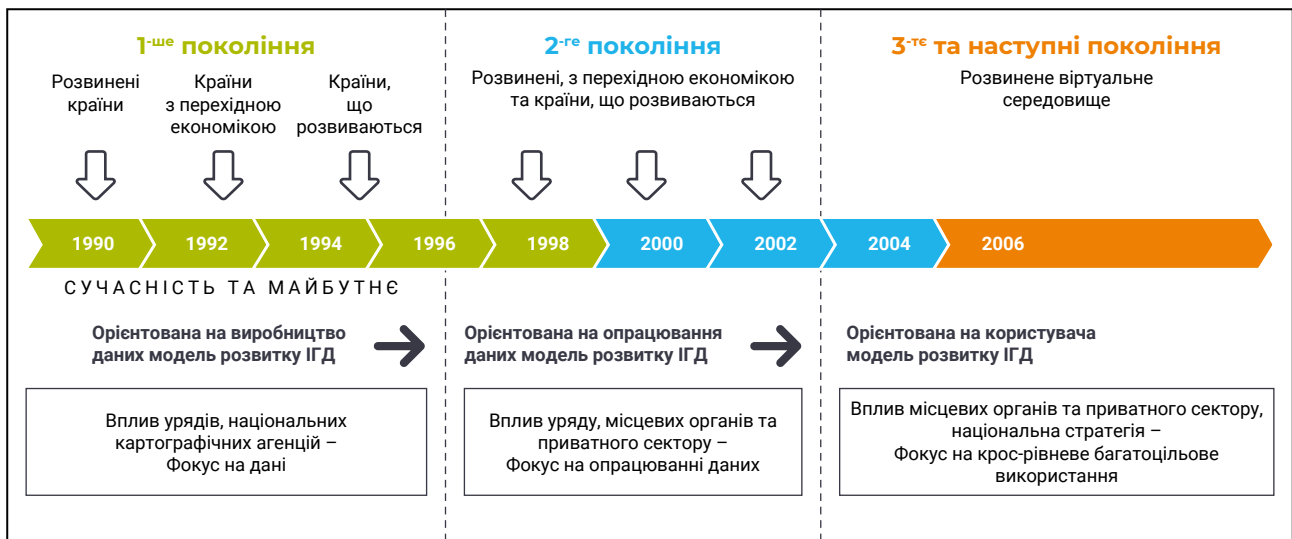 1-ше покоління
Розвинені
країни
Країни
з перехідною
економікою
Країни,
що
розвиваються
2-ге покоління
Розвинені, з перехідною економікою
та країни, що розвиваються
3-тє та наступні покоління
Розвинене віртуальне
середовище
1990
1992
1994
1996
1998
2000
2002
2004
2006
СУЧАСНІСТЬ ТА МАЙБУТНЄ
Орієнтована на виробництво
даних модель розвитку ІГД
Орієнтована на опрацювання
даних модель розвитку ІГД
Орієнтована на користувача
модель розвитку ІГД
Вплив урядів, національних
картографічних агенцій –
Фокус на дані
Вплив уряду, місцевих органів та
приватного сектору –
Фокус на опрацюванні даних
Вплив місцевих органів та приватного сектору,
національна стратегія –
Фокус на крос-рівневе багатоцільове
використання